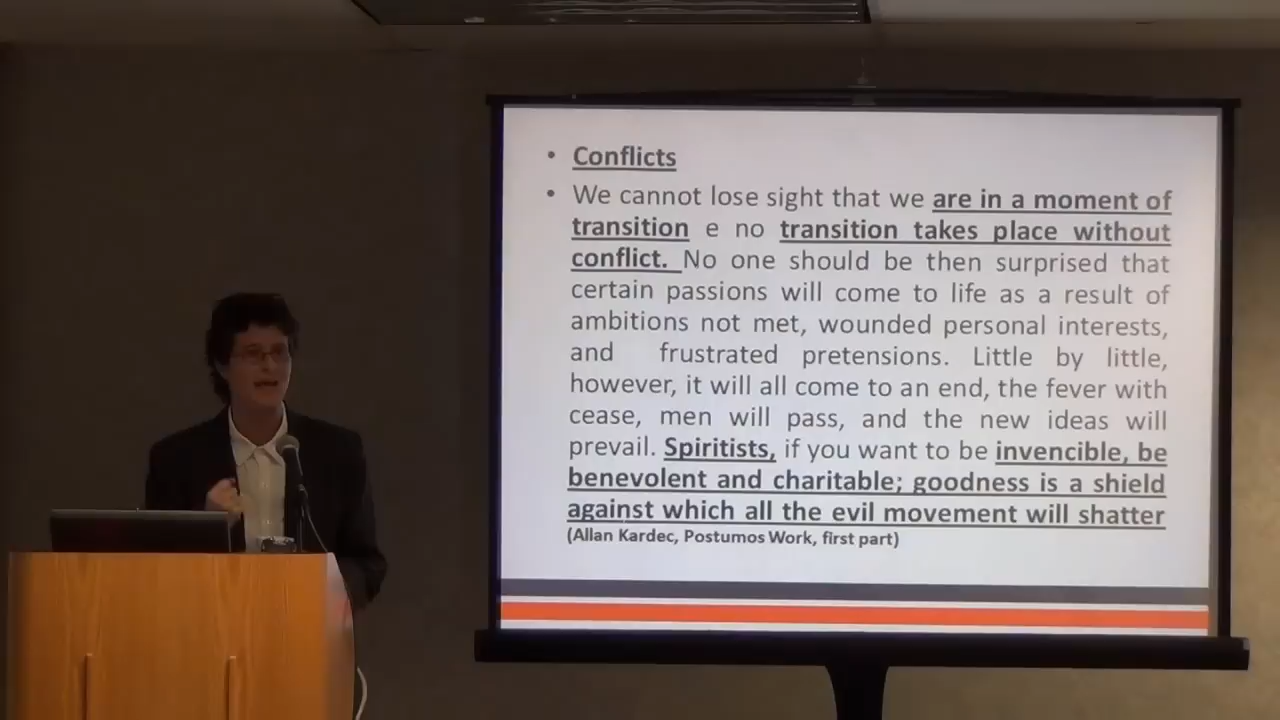 • Conflicts
• We cannot lose sight that we are in a moment of
transition e no transition takes place without
conflict. No one should be then surprised that
certain passions will come to life as a result of
ambitions not met, wounded personal interests,
and frustrated pretensions. Little by little,
however, it will all come to an end, the fever with
cease, men will pass, and the new ideas will
prevail. Spiritists, if you want to be invencible, be
benevolent and charitable; goodness is a shield
against which all the evil movement will shatter
(Allan Kardec, Postumos Work, first part)